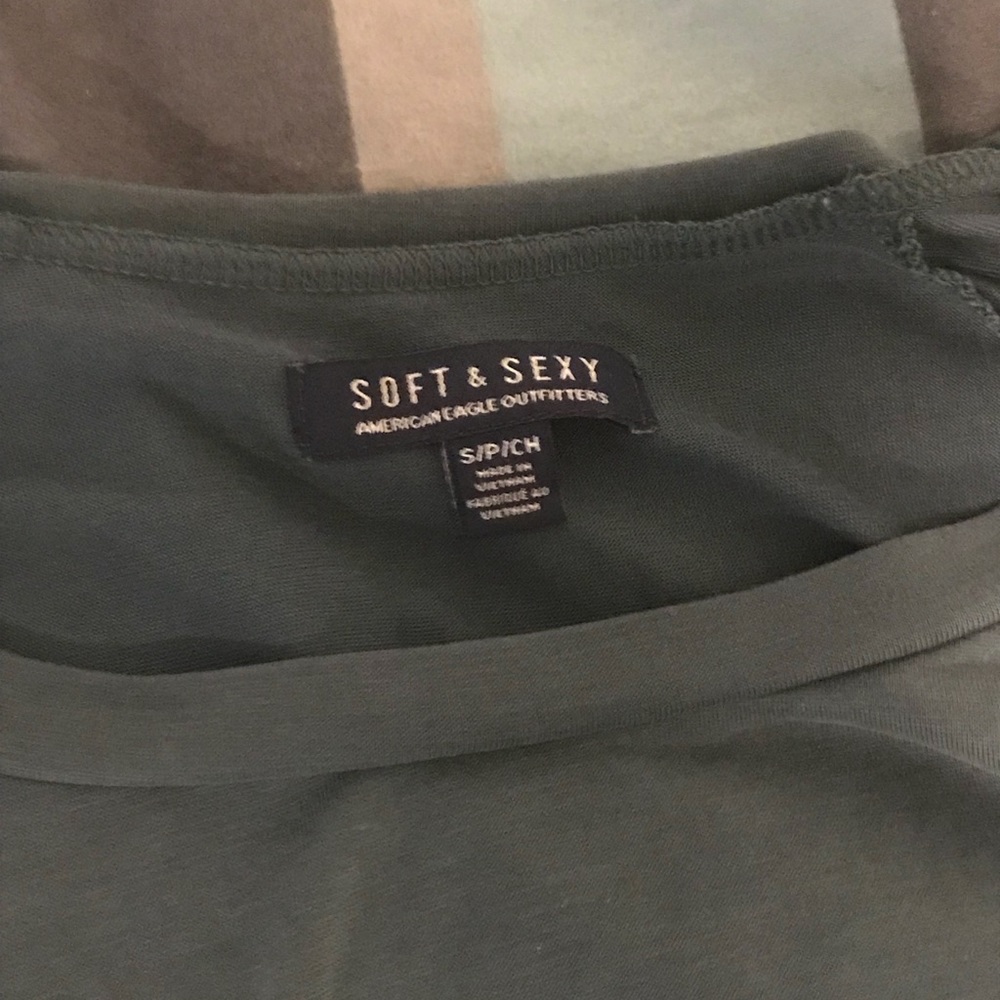 SOFT & SEXY
AMERICAN EAGLE OUTFITTERS
S/P/CH
MADE IN
VIETNAM
FABRIQUÉ AU
VIETNAM